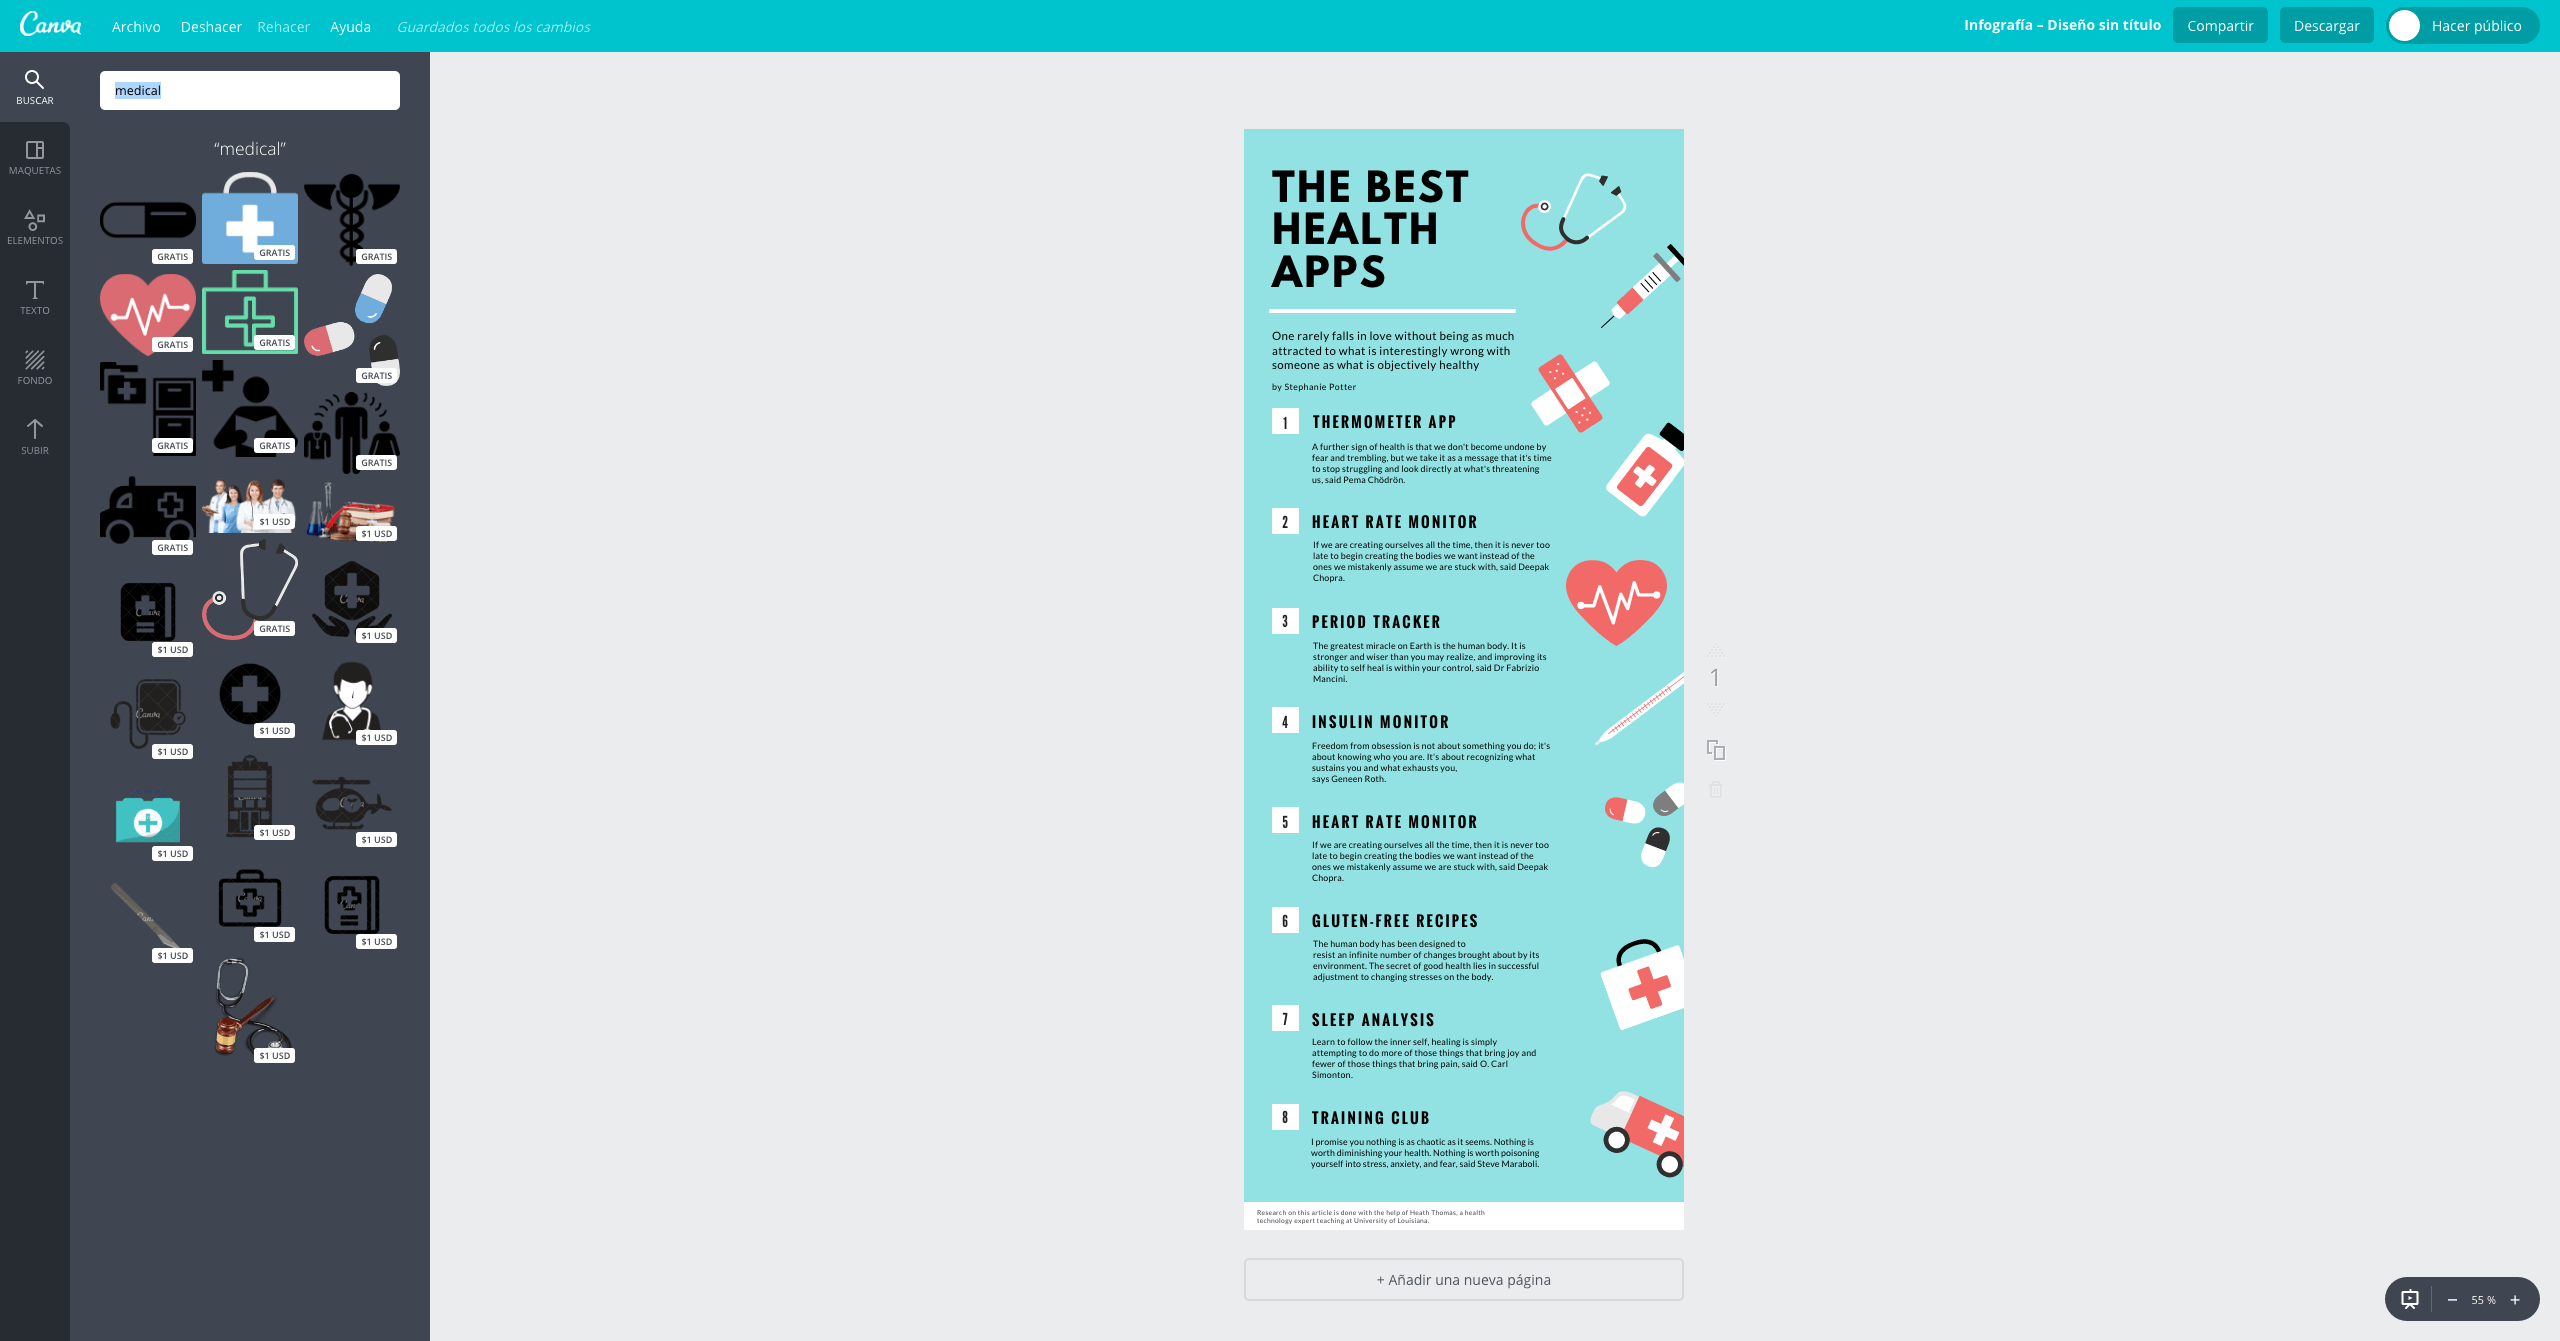 Canva
Archivo
Deshacer
Rehacer
Ayuda
Guardados todos los cambios
Infografía – Diseño sin título
Compartir
Descargar
Hacer público
BUSCAR
MAQUETAS
ELEMENTOS
TEXTO
FONDO
SUBIR
medical
“medical”
GRATIS
GRATIS
GRATIS
GRATIS
GRATIS
GRATIS
GRATIS
GRATIS
GRATIS
GRATIS
$1 USD
$1 USD
$1 USD
GRATIS
$1 USD
$1 USD
$1 USD
$1 USD
$1 USD
$1 USD
$1 USD
$1 USD
$1 USD
$1 USD
$1 USD
THE BEST
HEALTH
APPS
One rarely falls in love without being as much
attracted to what is interestingly wrong with
someone as what is objectively healthy
by Stephanie Potter
1
THERMOMETER APP
A further sign of health is that we don't become undone by
fear and trembling, but we take it as a message that it's time
to stop struggling and look directly at what's threatening
us, said Pema Chödrön.
2
HEART RATE MONITOR
If we are creating ourselves all the time, then it is never too
late to begin creating the bodies we want instead of the
ones we mistakenly assume we are stuck with, said Deepak
Chopra.
3
PERIOD TRACKER
The greatest miracle on Earth is the human body. It is
stronger and wiser than you may realize, and improving its
ability to self heal is within your control, said Dr Fabrizio
Mancini.
4
INSULIN MONITOR
Freedom from obsession is not about something you do; it's
about knowing who you are. It's about recognizing what
sustains you and what exhausts you,
says Geneen Roth.
5
HEART RATE MONITOR
If we are creating ourselves all the time, then it is never too
late to begin creating the bodies we want instead of the
ones we mistakenly assume we are stuck with, said Deepak
Chopra.
6
GLUTEN-FREE RECIPES
The human body has been designed to
resist an infinite number of changes brought about by its
environment. The secret of good health lies in successful
adjustment to changing stresses on the body.
7
SLEEP ANALYSIS
Learn to follow the inner self, healing is simply
attempting to do more of those things that bring joy and
fewer of those things that bring pain, said O. Carl
Simonton.
8
TRAINING CLUB
I promise you nothing is as chaotic as it seems. Nothing is
worth diminishing your health. Nothing is worth poisoning
yourself into stress, anxiety, and fear, said Steve Maraboli.
Research on this article is done with the help of Heath Thomas, a health
technology expert teaching at University of Louisiana.
1
+ Añadir una nueva página
55 %